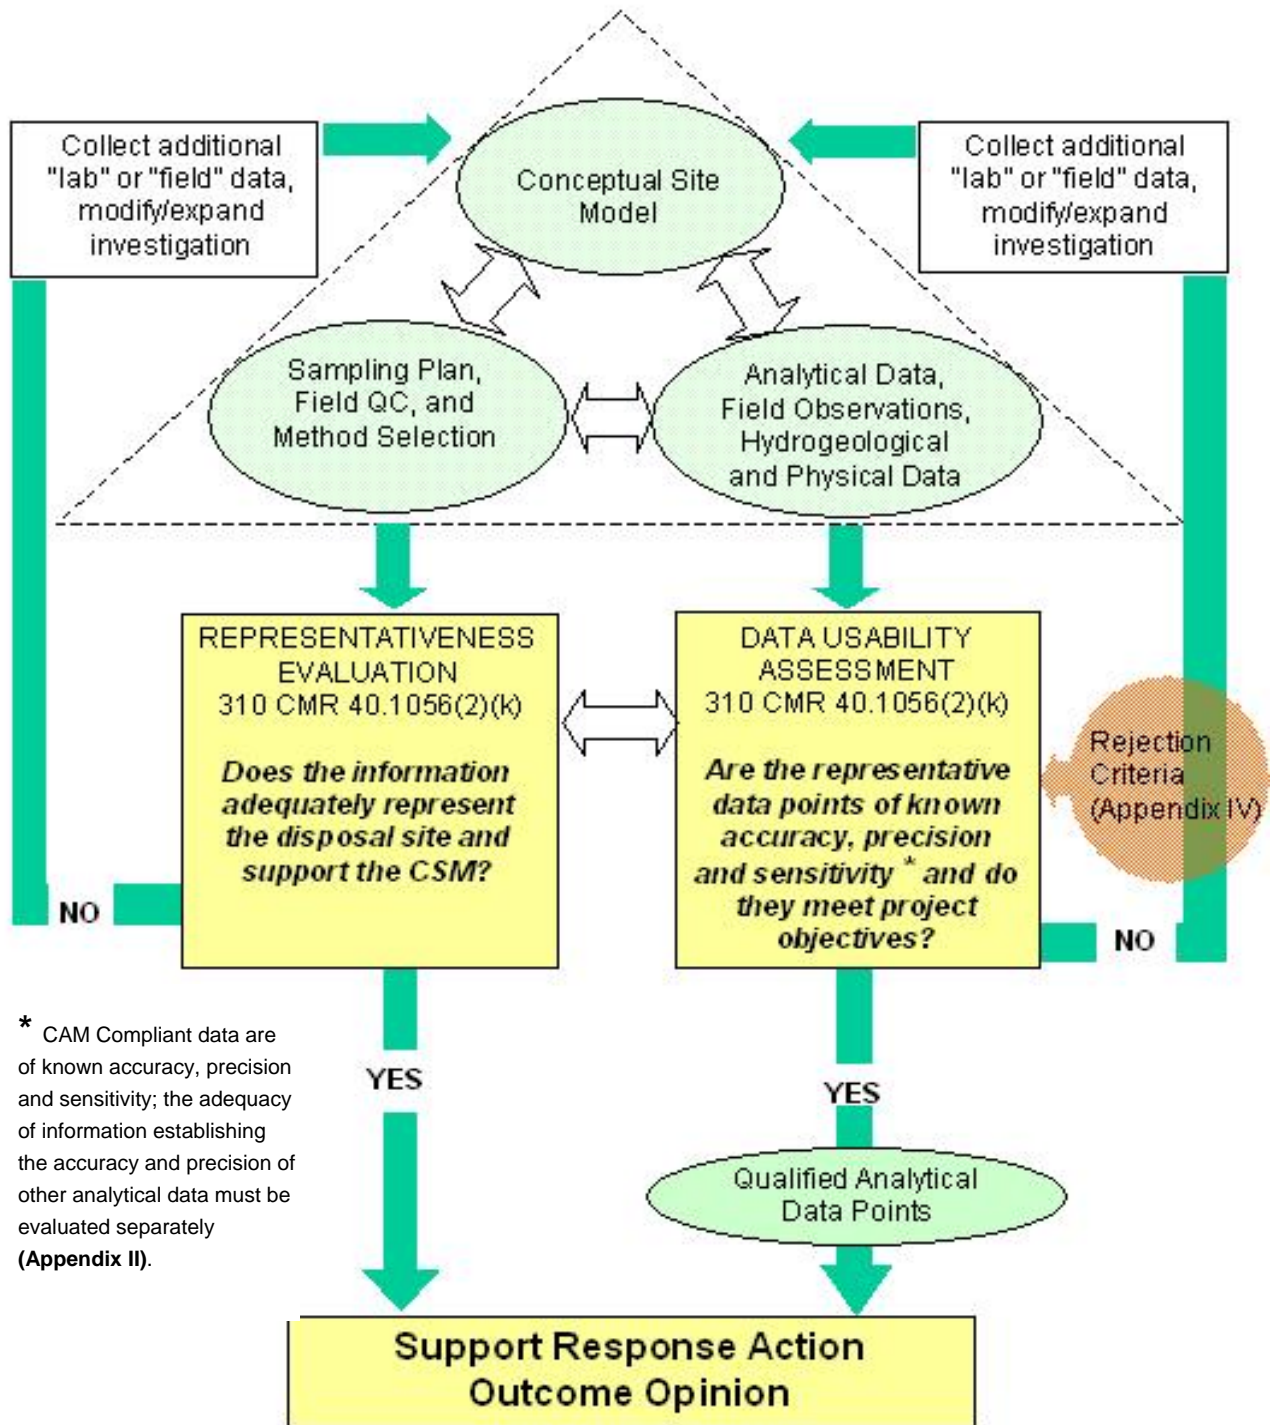 Conceptual Site
Model
Collect additional
"lab" or "field" data,
modify/expand
investigation
Collect additional
"lab" or "field" data,
modify/expand
investigation
Sampling Plan,
Field QC, and
Method Selection
Analytical Data,
Field Observations,
Hydrogeological
and Physical Data
REPRESENTATIVENESS
EVALUATION
310 CMR 40.1056(2)(k)
Does the information
adequately represent
the disposal site and
support the CSM?
DATA USABILITY
ASSESSMENT
310 CMR 40.1056(2)(k)
Are the representative
data points of known
accuracy, precision
and sensitivity * and do
they meet project
objectives?
Rejection
Criteria
(Appendix IV)
NO
NO
* CAM Compliant data are
of known accuracy, precision
and sensitivity; the adequacy
of information establishing
the accuracy and precision of
other analytical data must be
evaluated separately
(Appendix II).
YES
YES
Qualified Analytical
Data Points
Support Response Action
Outcome Opinion